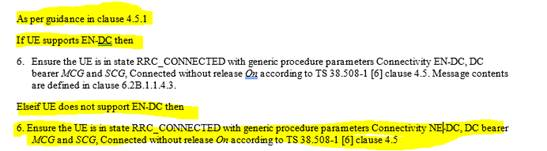 As per guidance in clause 4.5.1
If UE supports EN-DC then
6. Ensure the UE is in state RRC_CONNECTED with generic procedure parameters Connectivity EN-DC, DC
bearer MCG and SCG, Connected without release On according to TS 38.508-1 [6] clause 4.5. Message contents
are defined in clause 6.2B.1.1.4.3.
Elseif UE does not support EN-DC then
6. Ensure the UE is in state RRC_CONNECTED with generic procedure parameters Connectivity NE-DC, DC bearer
MCG and SCG, Connected without release On according to TS 38.508-1 [6] clause 4.5